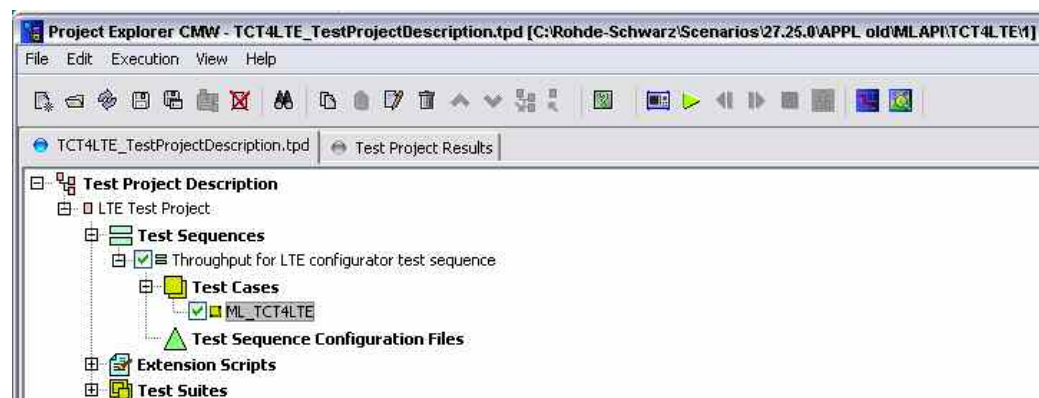 Project Explorer CMW - TCT4LTE_TestProjectDescription.tpd [C:\Rohde-Schwarz\Scenarios\27.25.0\APPL old\MLAPI\TCT4LTE\1]
File Edit Execution View Help
TCT4LTE_TestProjectDescription.tpd Test Project Results
Test Project Description
LTE Test Project
Test Sequences
Throughput for LTE configurator test sequence
Test Cases
ML_TCT4LTE
Test Sequence Configuration Files
Extension Scripts
Test Suites